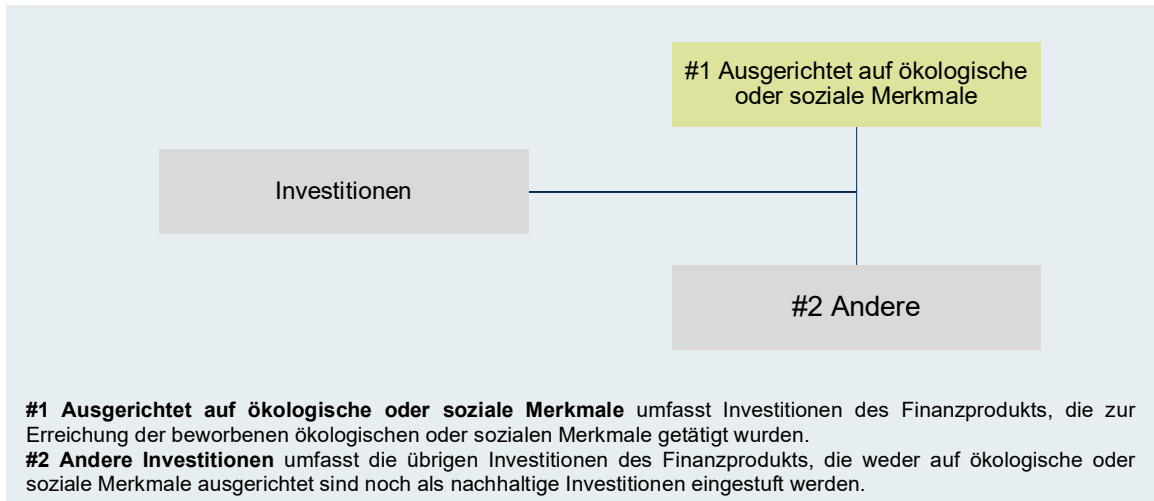 #1 Ausgerichtet auf ökologische
oder soziale Merkmale
Investitionen
#2 Andere
#1 Ausgerichtet auf ökologische oder soziale Merkmale umfasst Investitionen des Finanzprodukts, die zur
Erreichung der beworbenen ökologischen oder sozialen Merkmale getätigt wurden.
#2 Andere Investitionen umfasst die übrigen Investitionen des Finanzprodukts, die weder auf ökologische oder
soziale Merkmale ausgerichtet sind noch als nachhaltige Investitionen eingestuft werden.